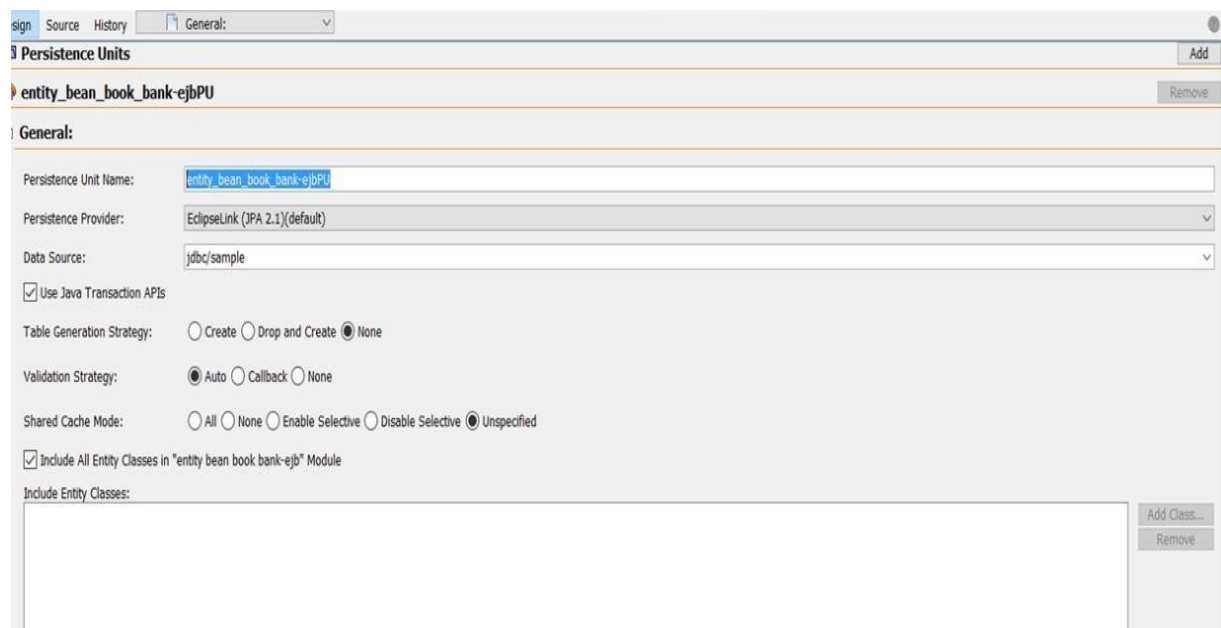 sign Source History General:
Persistence Units Add
entity_bean_book_bank-ejbPU Remove
General:
Persistence Unit Name: entity_bean_book_bank-ejbPU
Persistence Provider: EclipseLink (JPA 2.1)(default)
Data Source: jdbc/sample
Use Java Transaction APIs
Table Generation Strategy: Create Drop and Create None
Validation Strategy: Auto Callback None
Shared Cache Mode: All None Enable Selective Disable Selective Unspecified
Include All Entity Classes in "entity bean book bank-ejb" Module
Include Entity Classes:
Add Class...
Remove